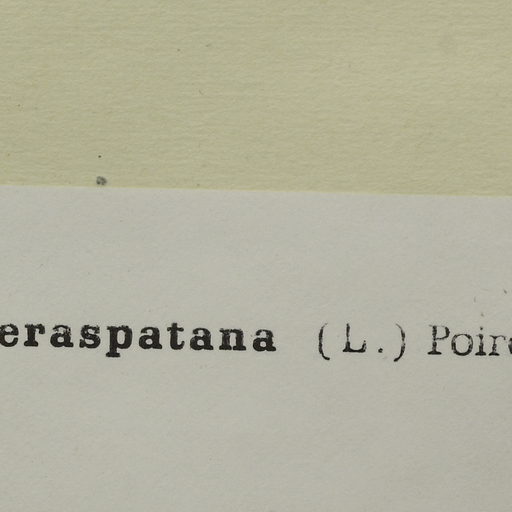 eraspatana (L.) Poir